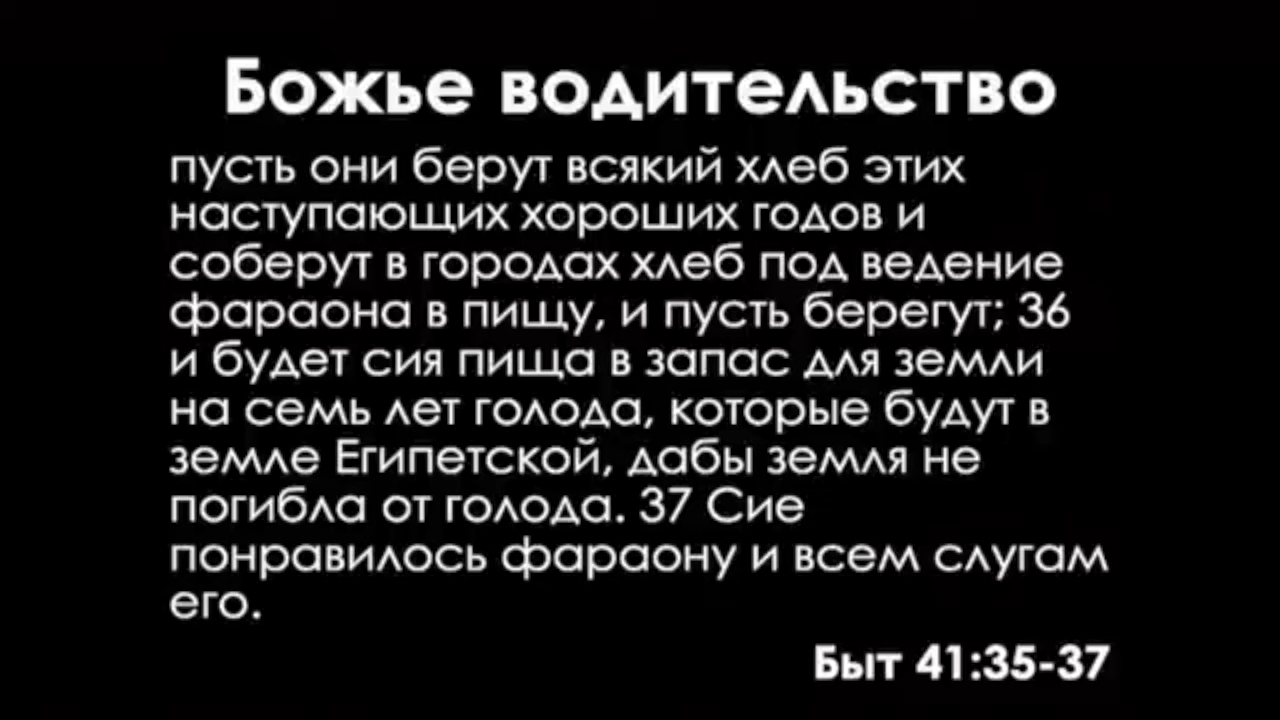 Божье водительство
пусть они берут всякий хлеб этих
наступающих хороших годов и
соберут в городах хлеб под ведение
фараона в пищу, и пусть берегут; 36
и будет сия пища в запас для земли
на семь лет голода, которые будут в
земле Египетской, дабы земля не
погибла от голода. 37 Сие
понравилось фараону и всем слугам
его.
Быт 41:35-37